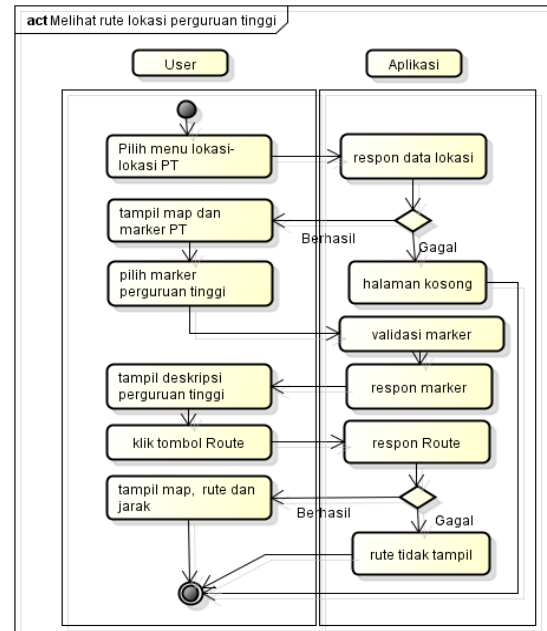 act Melihat rute lokasi perguruan tinggi
User
Aplikasi
Pilih menu lokasi-
lokasi PT
respon data lokasi
tampil map dan
marker PT
Berhasil
Gagal
pilih marker
perguruan tinggi
halaman kosong
validasi marker
tampil deskripsi
perguruan tinggi
respon marker
klik tombol Route
respon Route
tampil map, rute dan
jarak
Berhasil
Gagal
rute tidak tampil